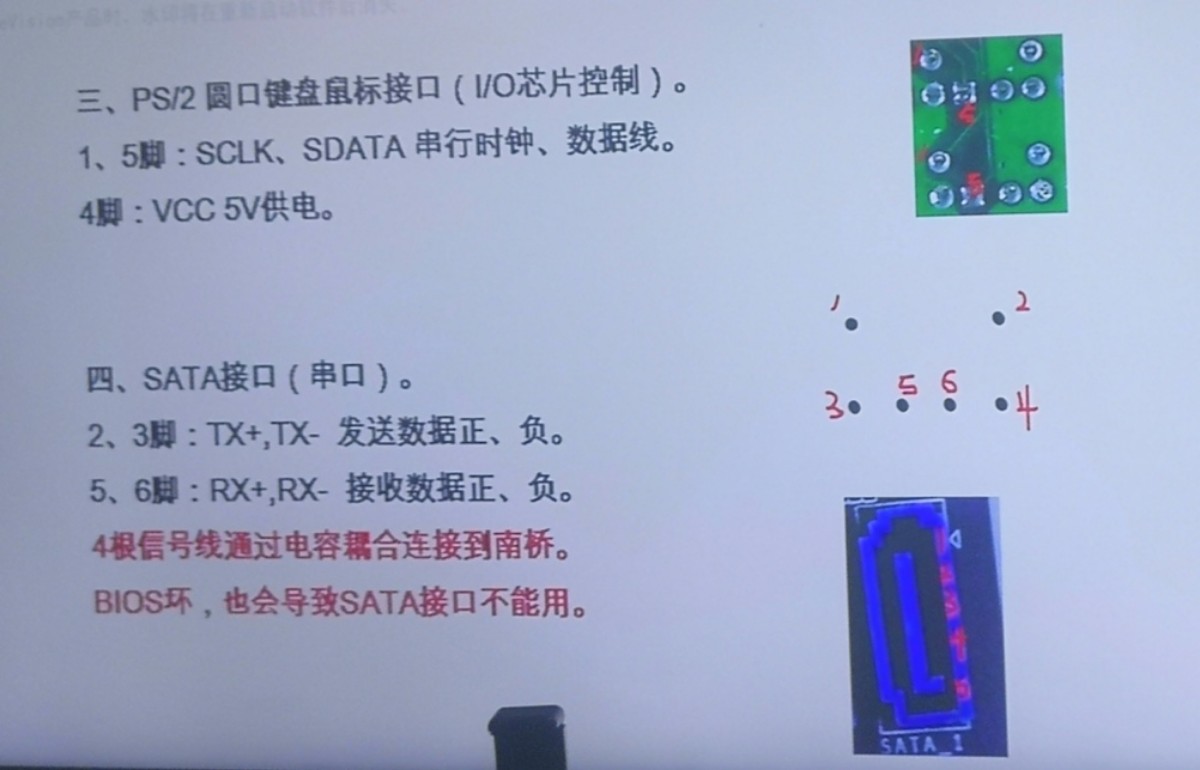 三、PS/2 圆口键盘鼠标接口（I/O芯片控制）。
1、5脚：SCLK、SDATA 串行时钟、数据线。
4脚：VCC 5V供电。
1
2
3
5
6
4
四、SATA接口（串口）。
2、3脚：TX+,TX- 发送数据正、负。
5、6脚：RX+,RX- 接收数据正、负。
4根信号线通过电容耦合连接到南桥。
BIOS环，也会导致SATA接口不能用。
SATA_1